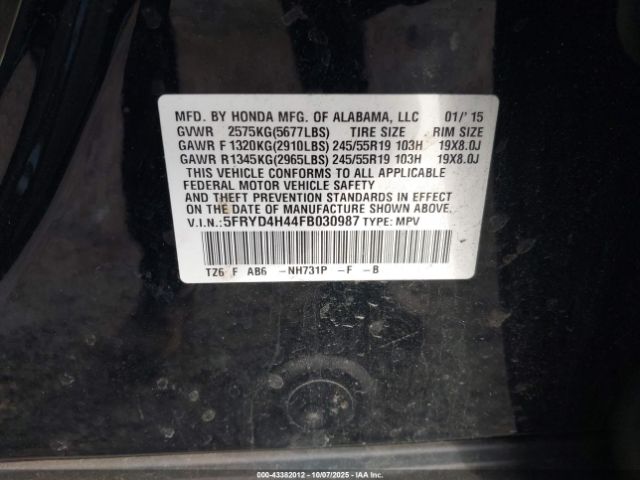 MFD. BY HONDA MFG. OF ALABAMA, LLC 01/'15
GVWR 2575KG(5677LBS) TIRE SIZE RIM SIZE
GAWR F 1320KG(2910LBS) 245/55R19 103H 19X8.0J
GAWR R 1345KG(2965LBS) 245/55R19 103H 19X8.0J
THIS VEHICLE CONFORMS TO ALL APPLICABLE
FEDERAL MOTOR VEHICLE SAFETY
AND THEFT PREVENTION STANDARDS IN EFFECT
ON THE DATE OF MANUFACTURE SHOWN ABOVE.
V.I.N.:5FRYD4H44FB030987 TYPE: MPV
TZ6 F AB6 -NH731P -F -B
00-43382012 - 10/07/2025 - IAA Inc.